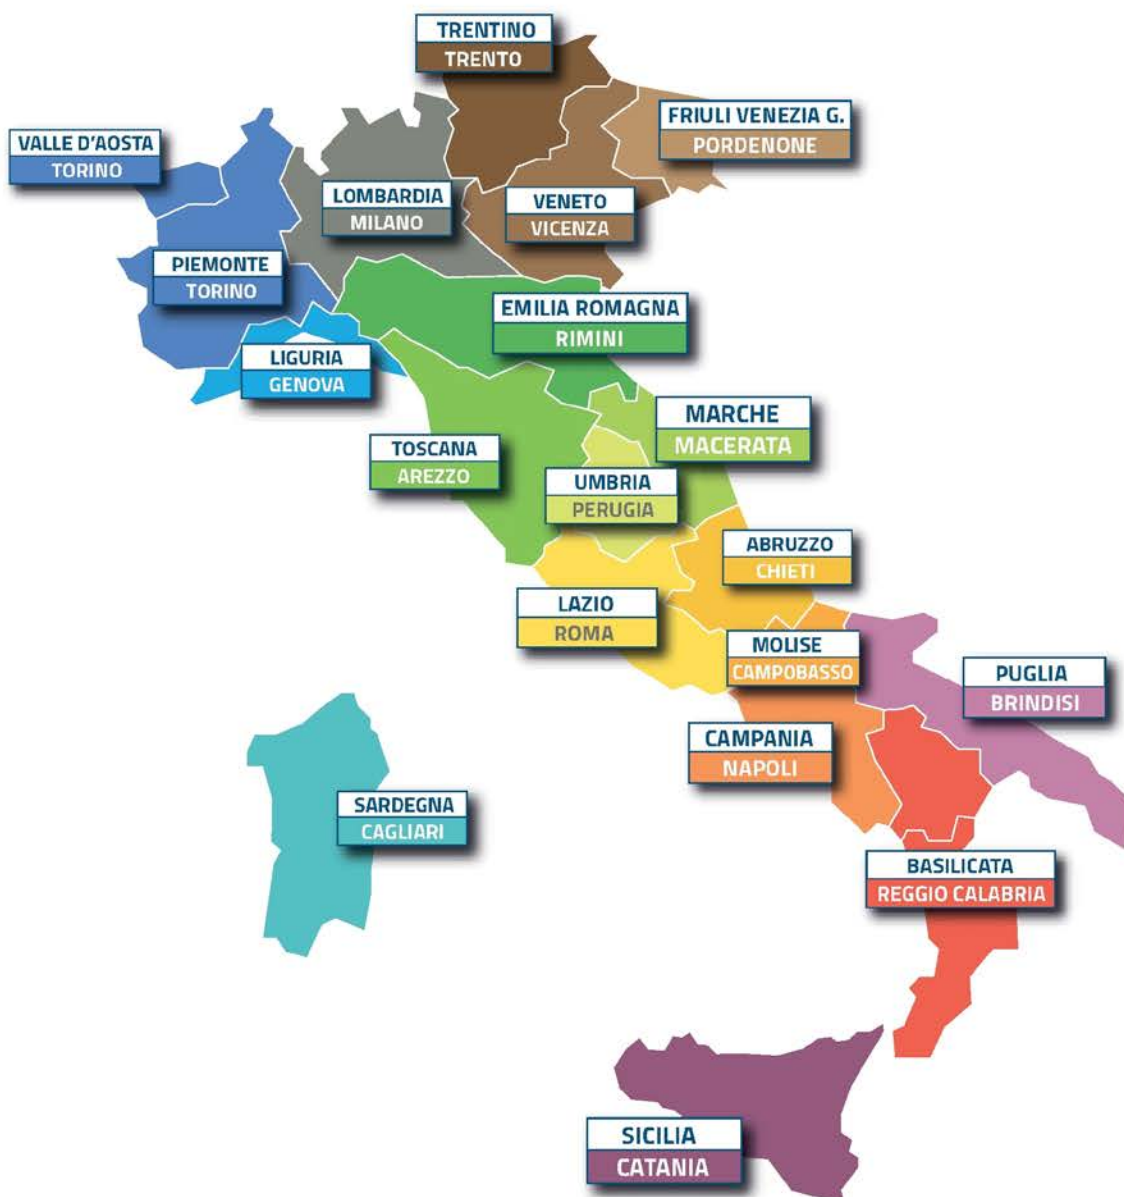 TRENTINO
TRENTO
FRIULI VENEZIA G.
PORDENONE
VALLE D'AOSTA
TORINO
LOMBARDIA
MILANO
VENETO
VICENZA
PIEMONTE
TORINO
EMILIA ROMAGNA
RIMINI
LIGURIA
GENOVA
MARCHE
MACERATA
TOSCANA
AREZZO
UMBRIA
PERUGIA
ABRUZZO
CHIETI
LAZIO
ROMA
MOLISE
CAMPOBASSO
PUGLIA
BRINDISI
CAMPANIA
NAPOLI
SARDEGNA
CAGLIARI
BASILICATA
REGGIO CALABRIA
SICILIA
CATANIA